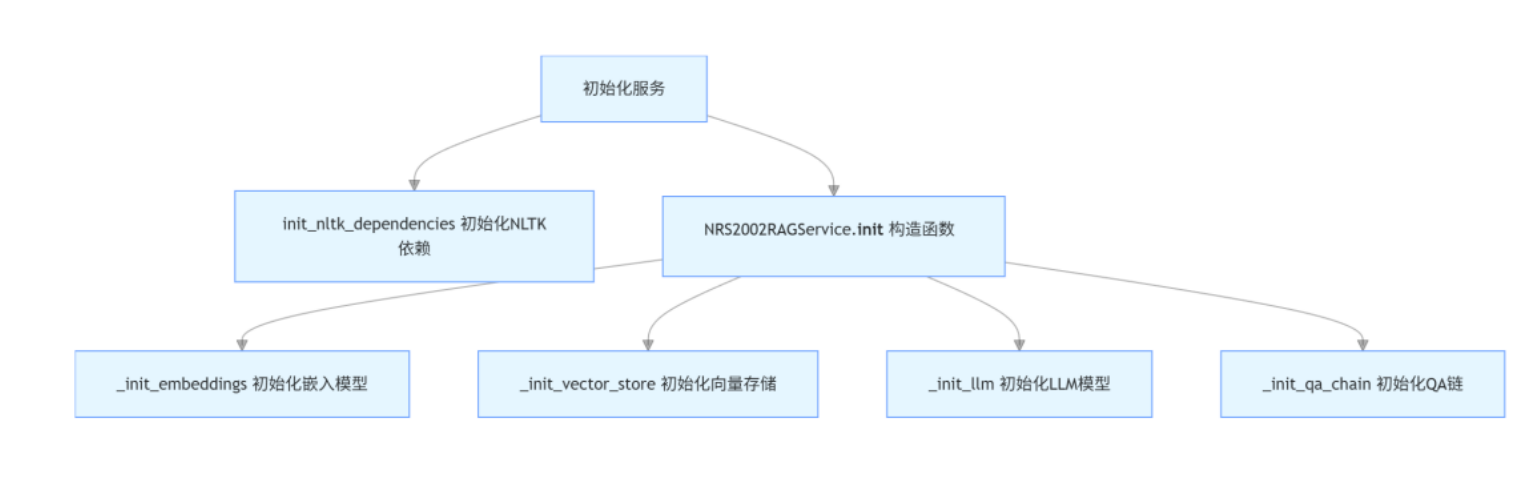 初始化服务
init_nltk_dependencies 初始化NLTK
依赖
NRS2002RAGService.init 构造函数
_init_embeddings 初始化嵌入模型
_init_vector_store 初始化向量存储
_init_llm 初始化LLM模型
_init_qa_chain 初始化QA链